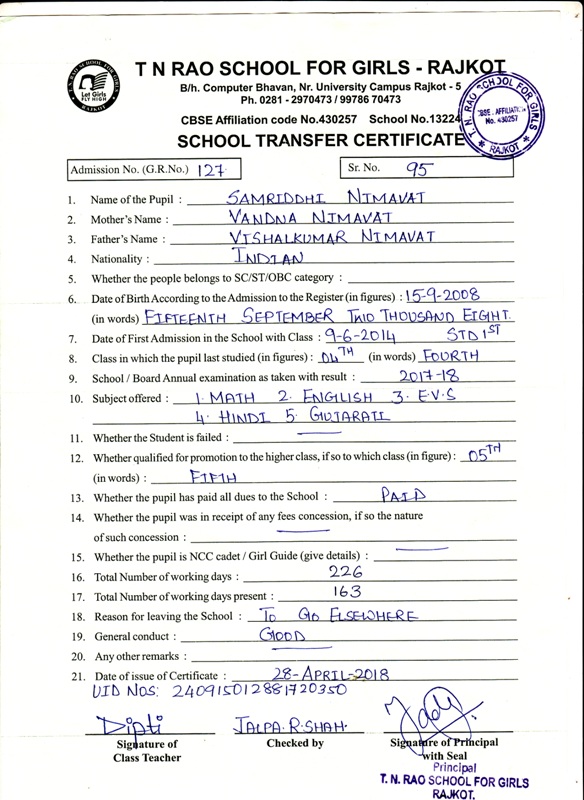 T N RAO SCHOOL FOR GIRLS - RAJKOT
B/h. Computer Bhavan, Nr. University Campus Rajkot - 5
Ph. 0281 - 2970473 / 99786 70473
CBSE Affiliation code No.430257 School No.13224
SCHOOL TRANSFER CERTIFICATE
T. N. RAO SCHOOL FOR GIRLS
CBSE. AFFILIATION
No. 430257
RAJKOT
T N RAO SCHOOL FOR GIRLS
Let Girls
FLY HIGH
RAJKOT
Admission No. (G.R.No.) 127 Sr. No. 95
1. Name of the Pupil : SAMRIDDHI NIMAVAT
2. Mother's Name : VANDNA NIMAVAT
3. Father's Name : VISHALKUMAR NIMAVAT
4. Nationality : INDIAN
5. Whether the people belongs to SC/ST/OBC category :
6. Date of Birth According to the Admission to the Register (in figures) : 15-9-2008
(in words) FIFTEENTH SEPTEMBER TWO THOUSAND EIGHT.
7. Date of First Admission in the School with Class : 9-6-2014 STD 1ST
8. Class in which the pupil last studied (in figures) : 04TH (in words) FOURTH
9. School / Board Annual examination as taken with result : 2017-18
10. Subject offered : 1. MATH 2. ENGLISH 3. E.V.S
4. HINDI 5. GUJARATI
11. Whether the Student is failed :
12. Whether qualified for promotion to the higher class, if so to which class (in figure) : 05TH
(in words) : FIFTH
13. Whether the pupil has paid all dues to the School : PAID
14. Whether the pupil was in receipt of any fees concession, if so the nature
of such concession :
15. Whether the pupil is NCC cadet / Girl Guide (give details) :
16. Total Number of working days : 226
17. Total Number of working days present : 163
18. Reason for leaving the School : TO GO ELSEWHERE
19. General conduct : GOOD
20. Any other remarks :
21. Date of issue of Certificate : 28-APRIL-2018
UID NOS: 240915012881720350
Dipti JALPA.R.SHAH.
Signature of Class Teacher
Checked by
Signature of Principal
with Seal
Principal
T. N. RAO SCHOOL FOR GIRLS
RAJKOT.